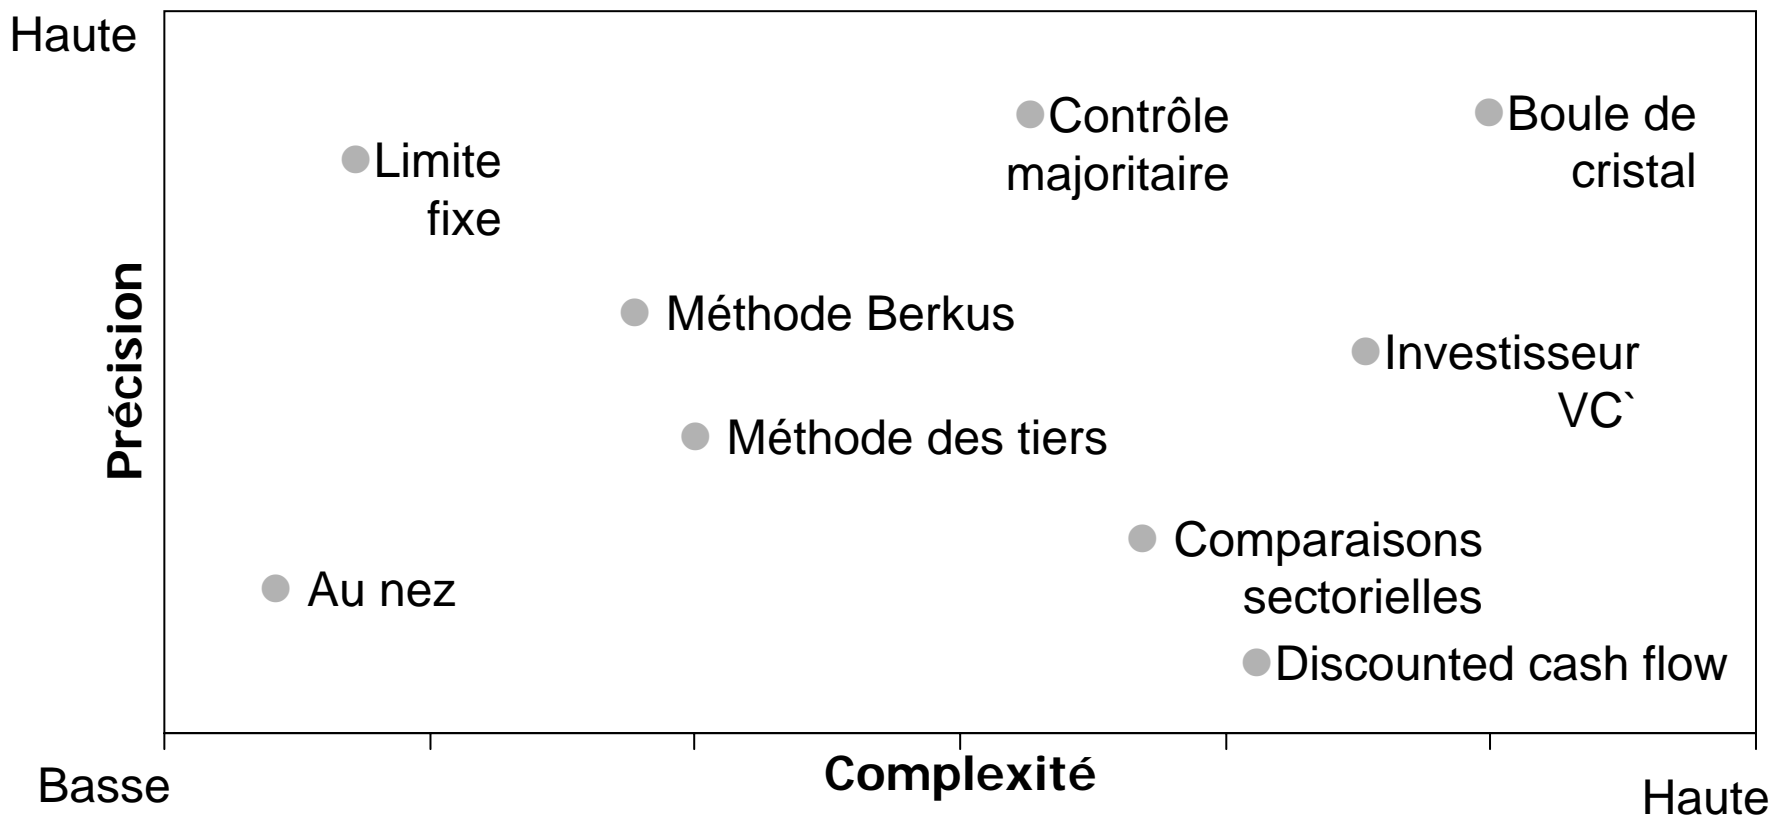 Haute
Contrôle
majoritaire
Boule de
cristal
Limite
fixe
Précision
Méthode Berkus
Investisseur
VC`
Méthode des tiers
Comparaisons
sectorielles
Au nez
Discounted cash flow
Basse
Complexité
Haute